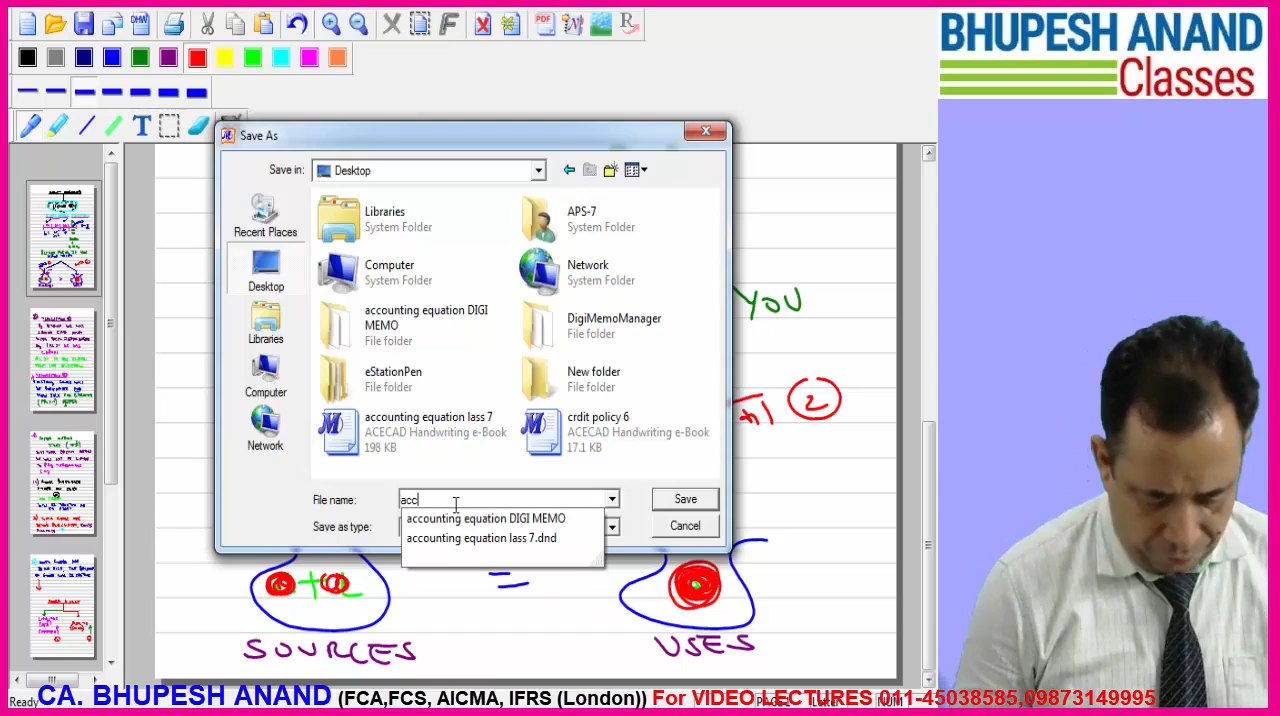 BHUPESH ANAND
Classes
Save As
Save in:
Desktop
Recent Places
Desktop
Libraries
Computer
Network
Libraries
System Folder
APS-7
System Folder
Computer
System Folder
Network
System Folder
accounting equation DIGI
MEMO
File folder
DigiMemoManager
File folder
eStationPen
File folder
New folder
File folder
accounting equation lass 7
ACECAD Handwriting e-Book
198 KB
crdit policy 6
ACECAD Handwriting e-Book
17.1 KB
File name:
acc
Save
accounting equation DIGI MEMO
Save as type:
Cancel
accounting equation lass 7.dnd
YOU
2
=
SOURCES
USES
Ready
NUM
CA. BHUPESH ANAND (FCA,FCS, AICMA, IFRS (London)) For VIDEO LECTURES 011-45038585,09873149995